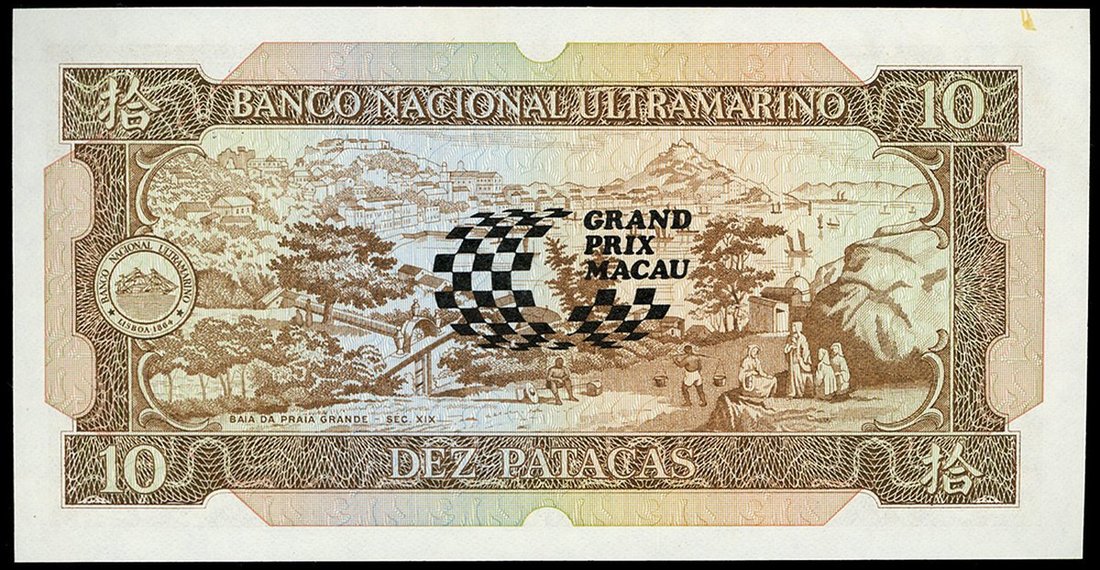 拾 BANCO NACIONAL ULTRAMARINO 10
GRAND
PRIX
MACAU
BANCO NACIONAL ULTRAMARINO
LISBOA 1864
BAIA DA PRAIA GRANDE - SEC. XIX
10 DEZ PATACAS 拾